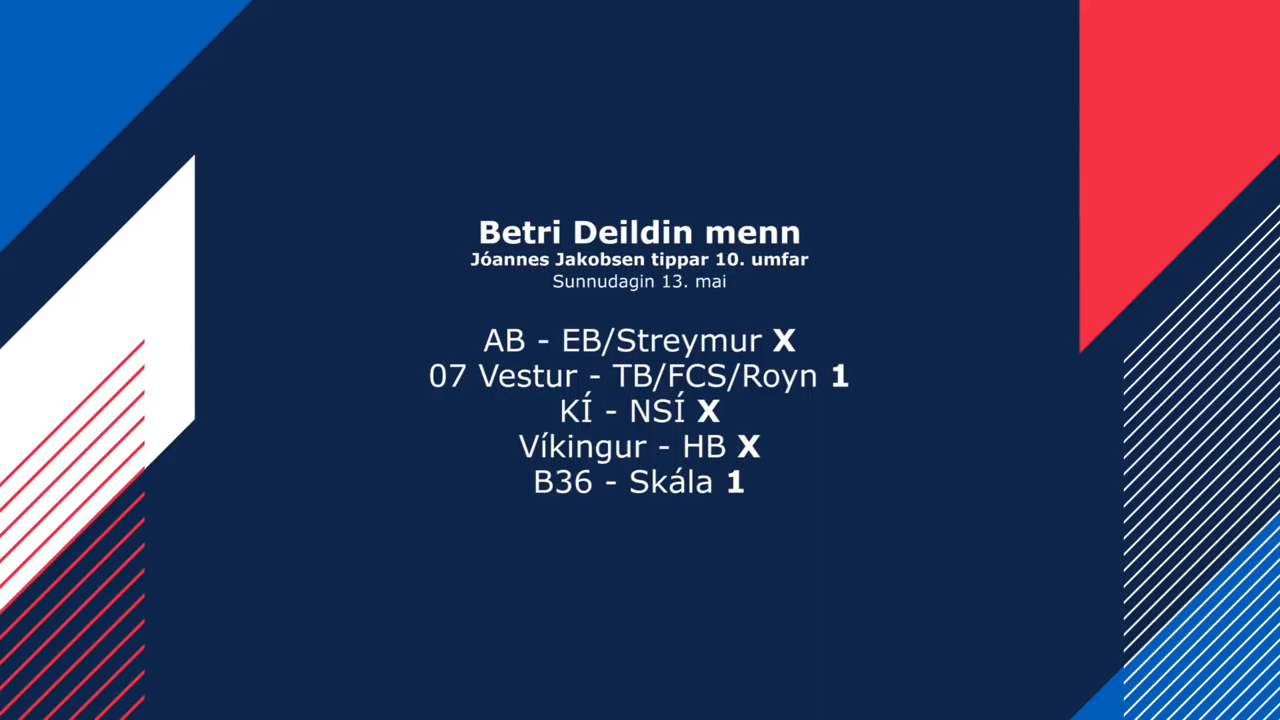 Betri Deildin menn
Jóannes Jakobsen tippar 10. umfar
Sunnudagin 13. mai
AB - EB/Streymur X
07 Vestur - TB/FCS/Royn 1
KÍ - NSÍ X
Víkingur - HB X
B36 - Skála 1